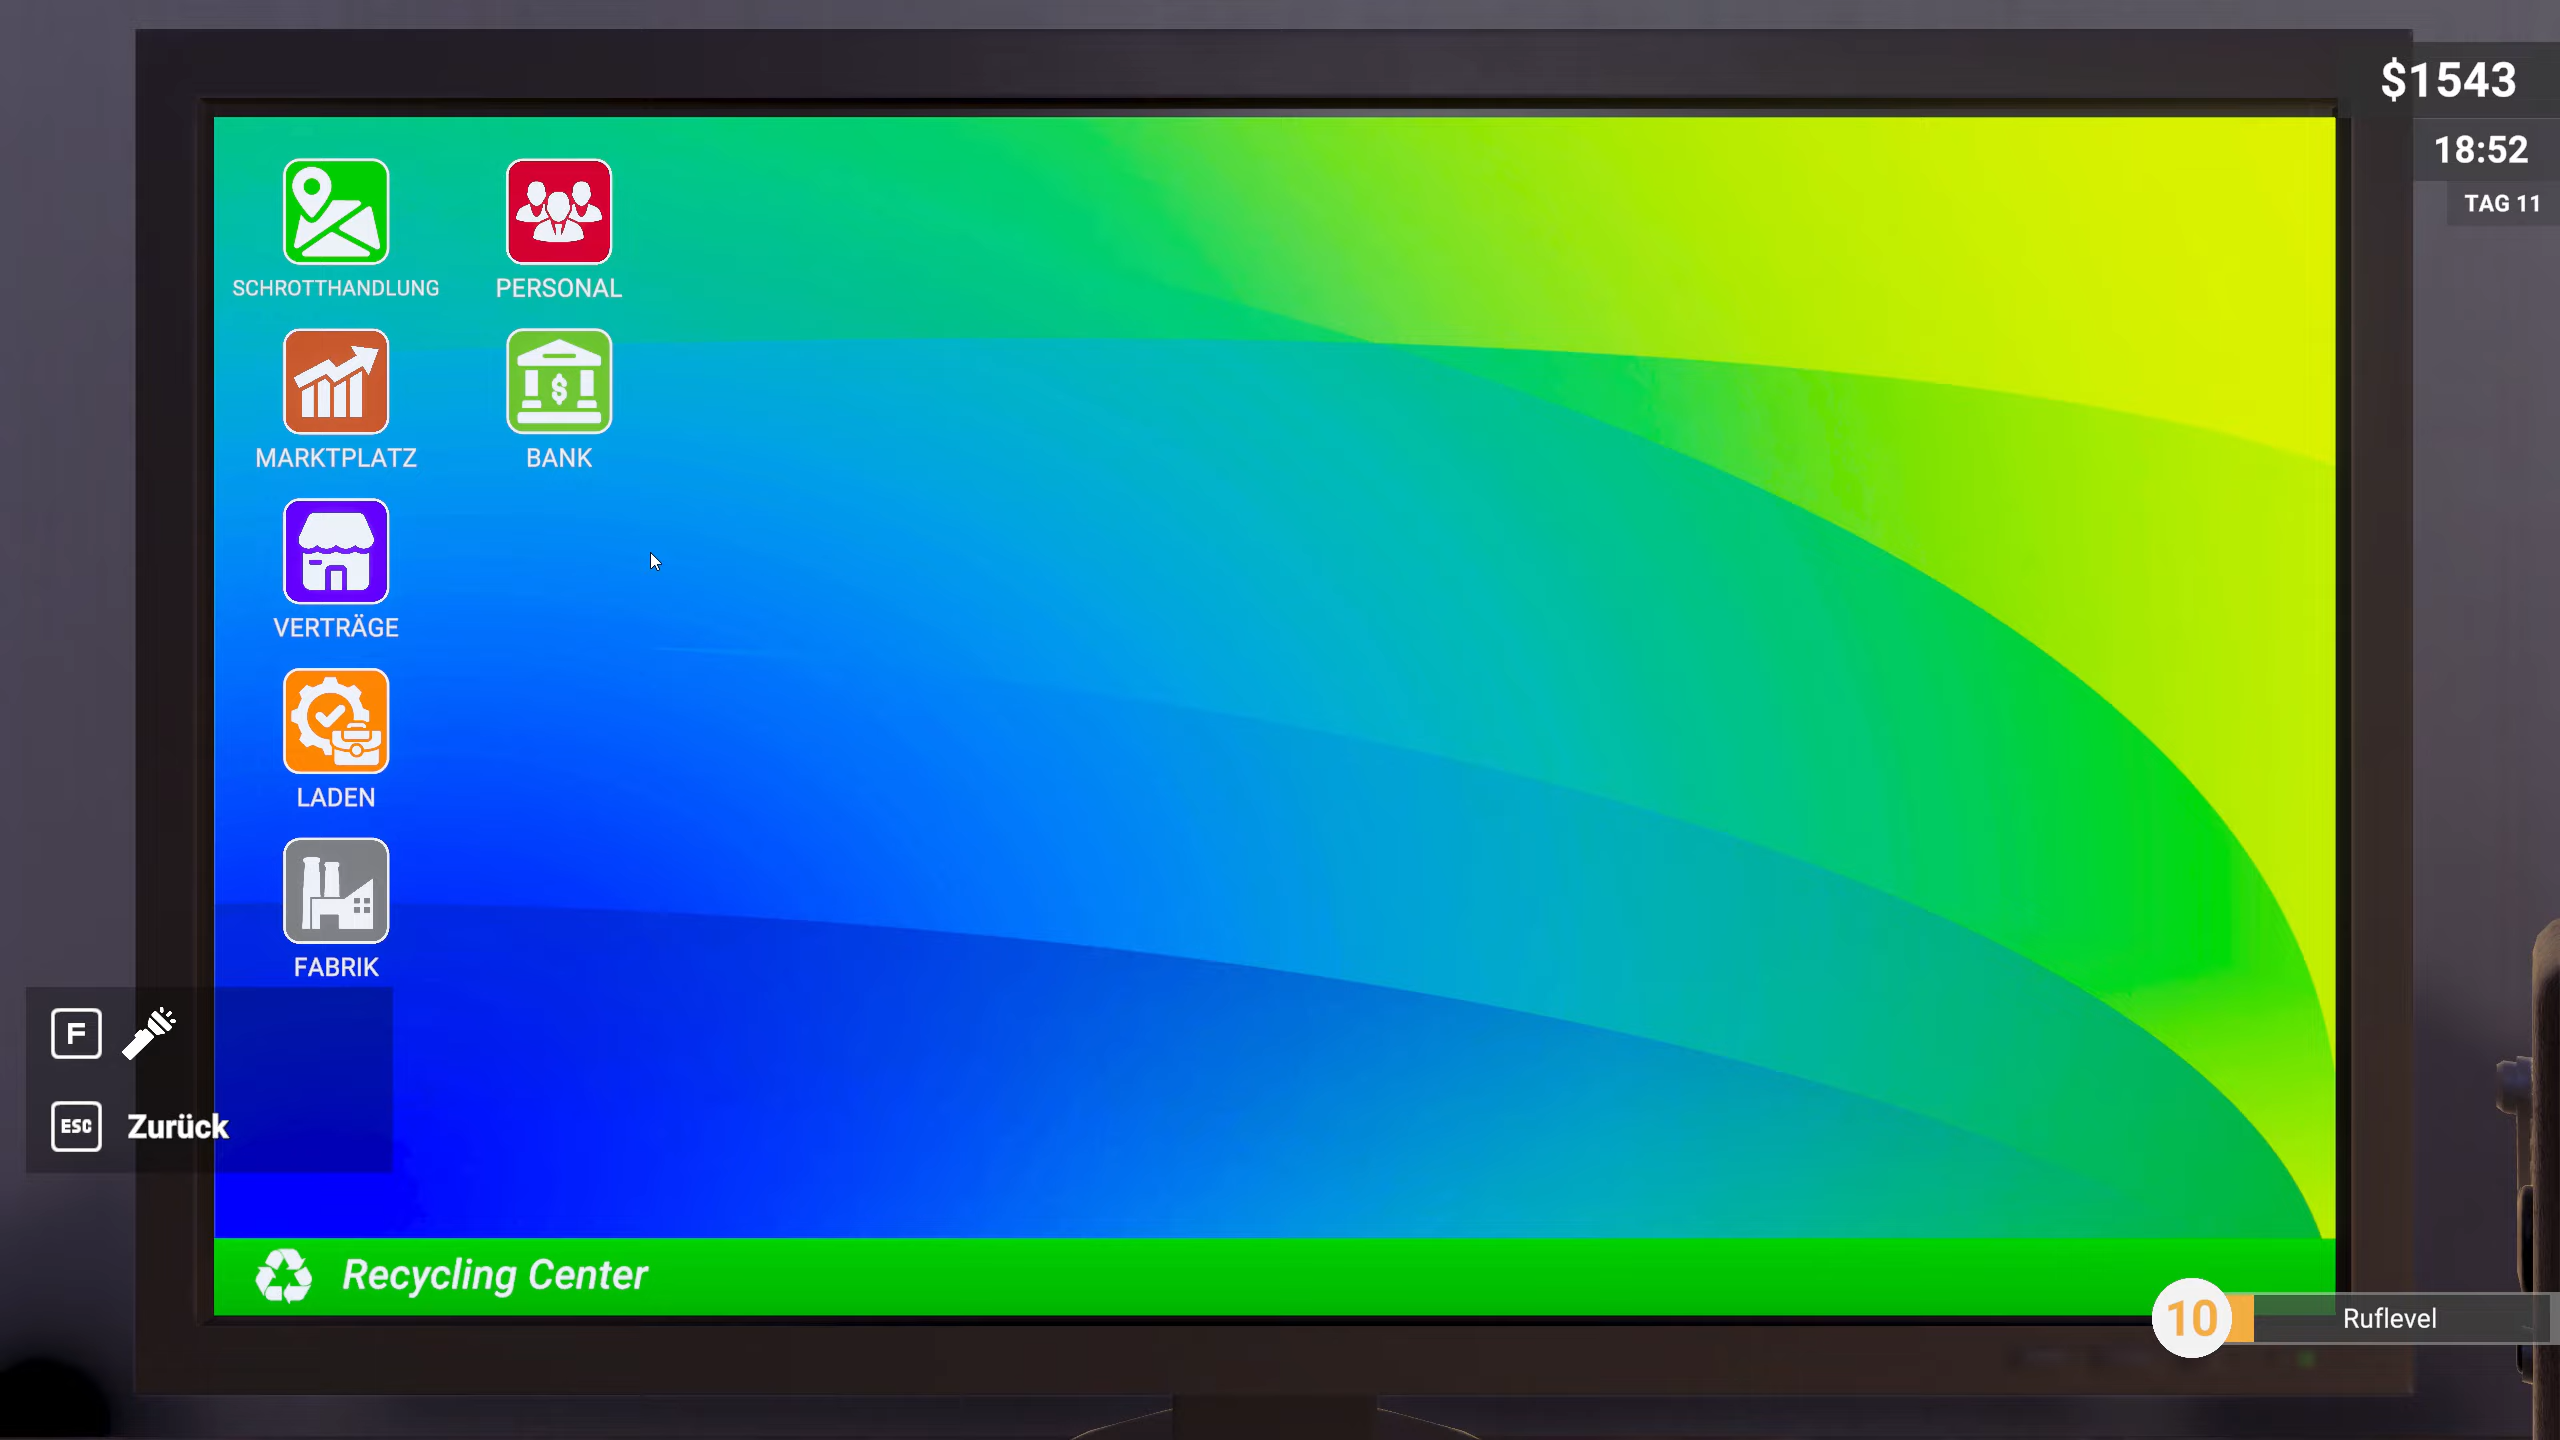 $1543
18:52
TAG 11
SCHROTTHANDLUNG
PERSONAL
MARKTPLATZ
BANK
VERTRÄGE
LADEN
FABRIK
F
ESC Zurück
Recycling Center
10 Ruflevel